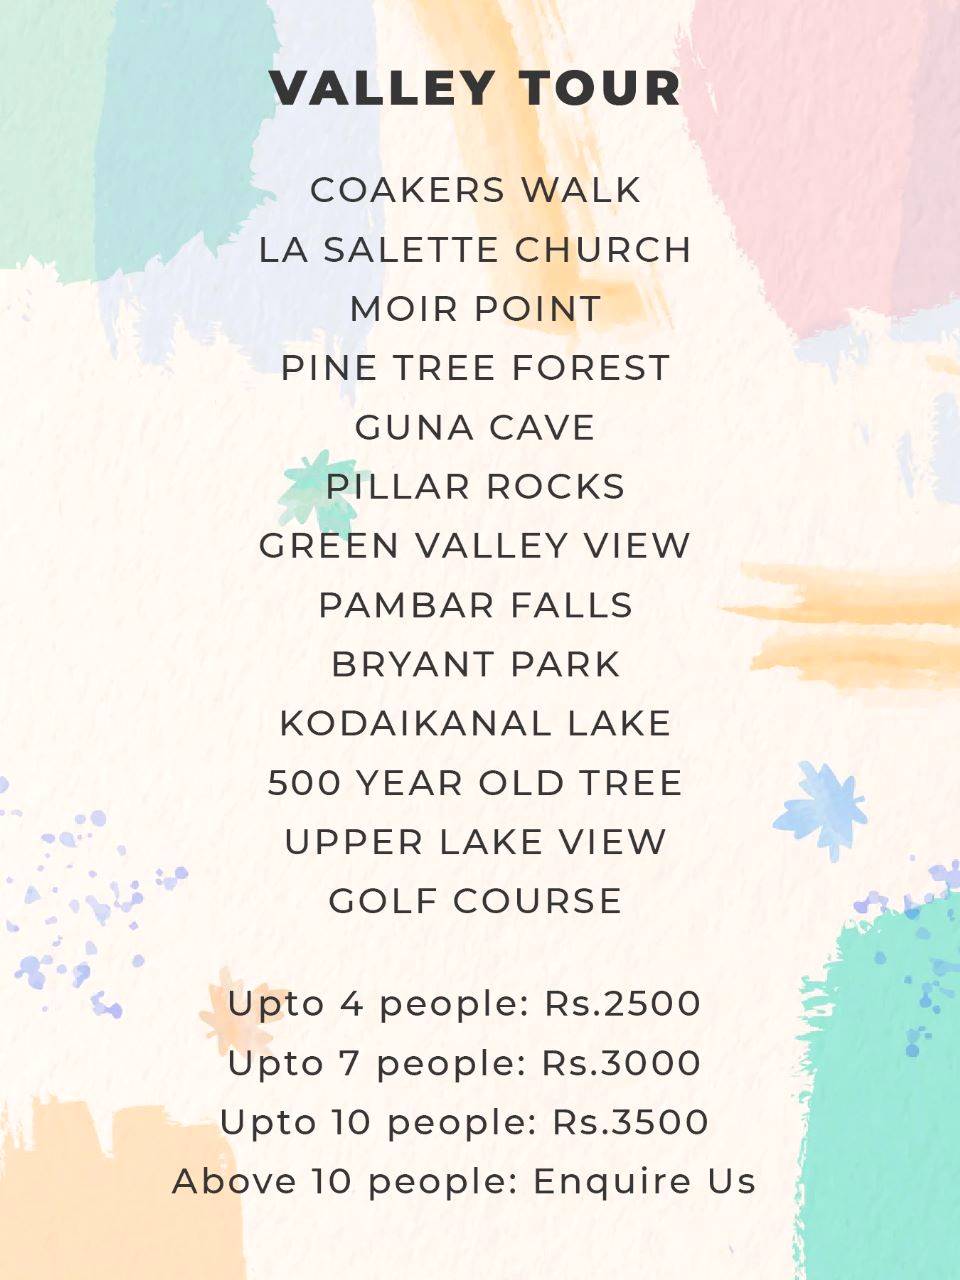 VALLEY TOUR
COAKERS WALK
LA SALETTE CHURCH
MOIR POINT
PINE TREE FOREST
GUNA CAVE
PILLAR ROCKS
GREEN VALLEY VIEW
PAMBAR FALLS
BRYANT PARK
KODAIKANAL LAKE
500 YEAR OLD TREE
UPPER LAKE VIEW
GOLF COURSE
Upto 4 people: Rs.2500
Upto 7 people: Rs.3000
Upto 10 people: Rs.3500
Above 10 people: Enquire Us